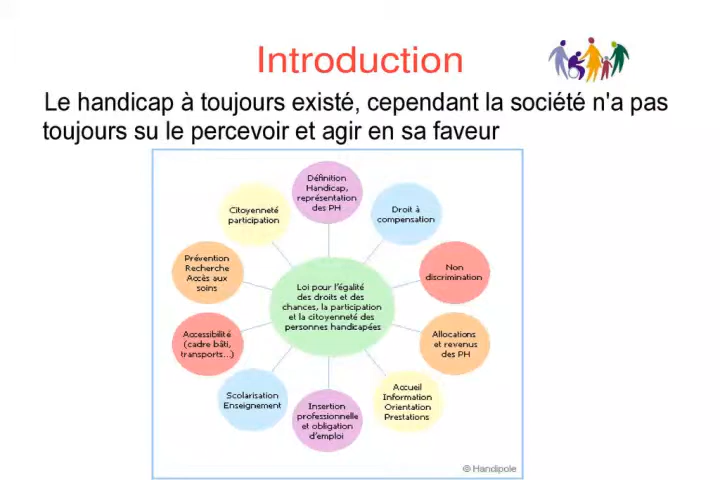 Introduction
Le handicap à toujours existé, cependant la société n'a pas
toujours su le percevoir et agir en sa faveur
Définition
Handicap,
représentation
des PH
Droit à
compensation
Non
discrimination
Allocations
et revenus
des PH
Accueil
Information
Orientation
Prestations
Insertion
professionnelle
et obligation
d'emploi
Scolarisation
Enseignement
Accessibilité
(cadre bâti,
transports...)
Prévention
Recherche
Accès aux
soins
Citoyenneté
participation
Loi pour l'égalité
des droits et des
chances, la participation
et la citoyenneté des
personnes handicapées
© Handipole